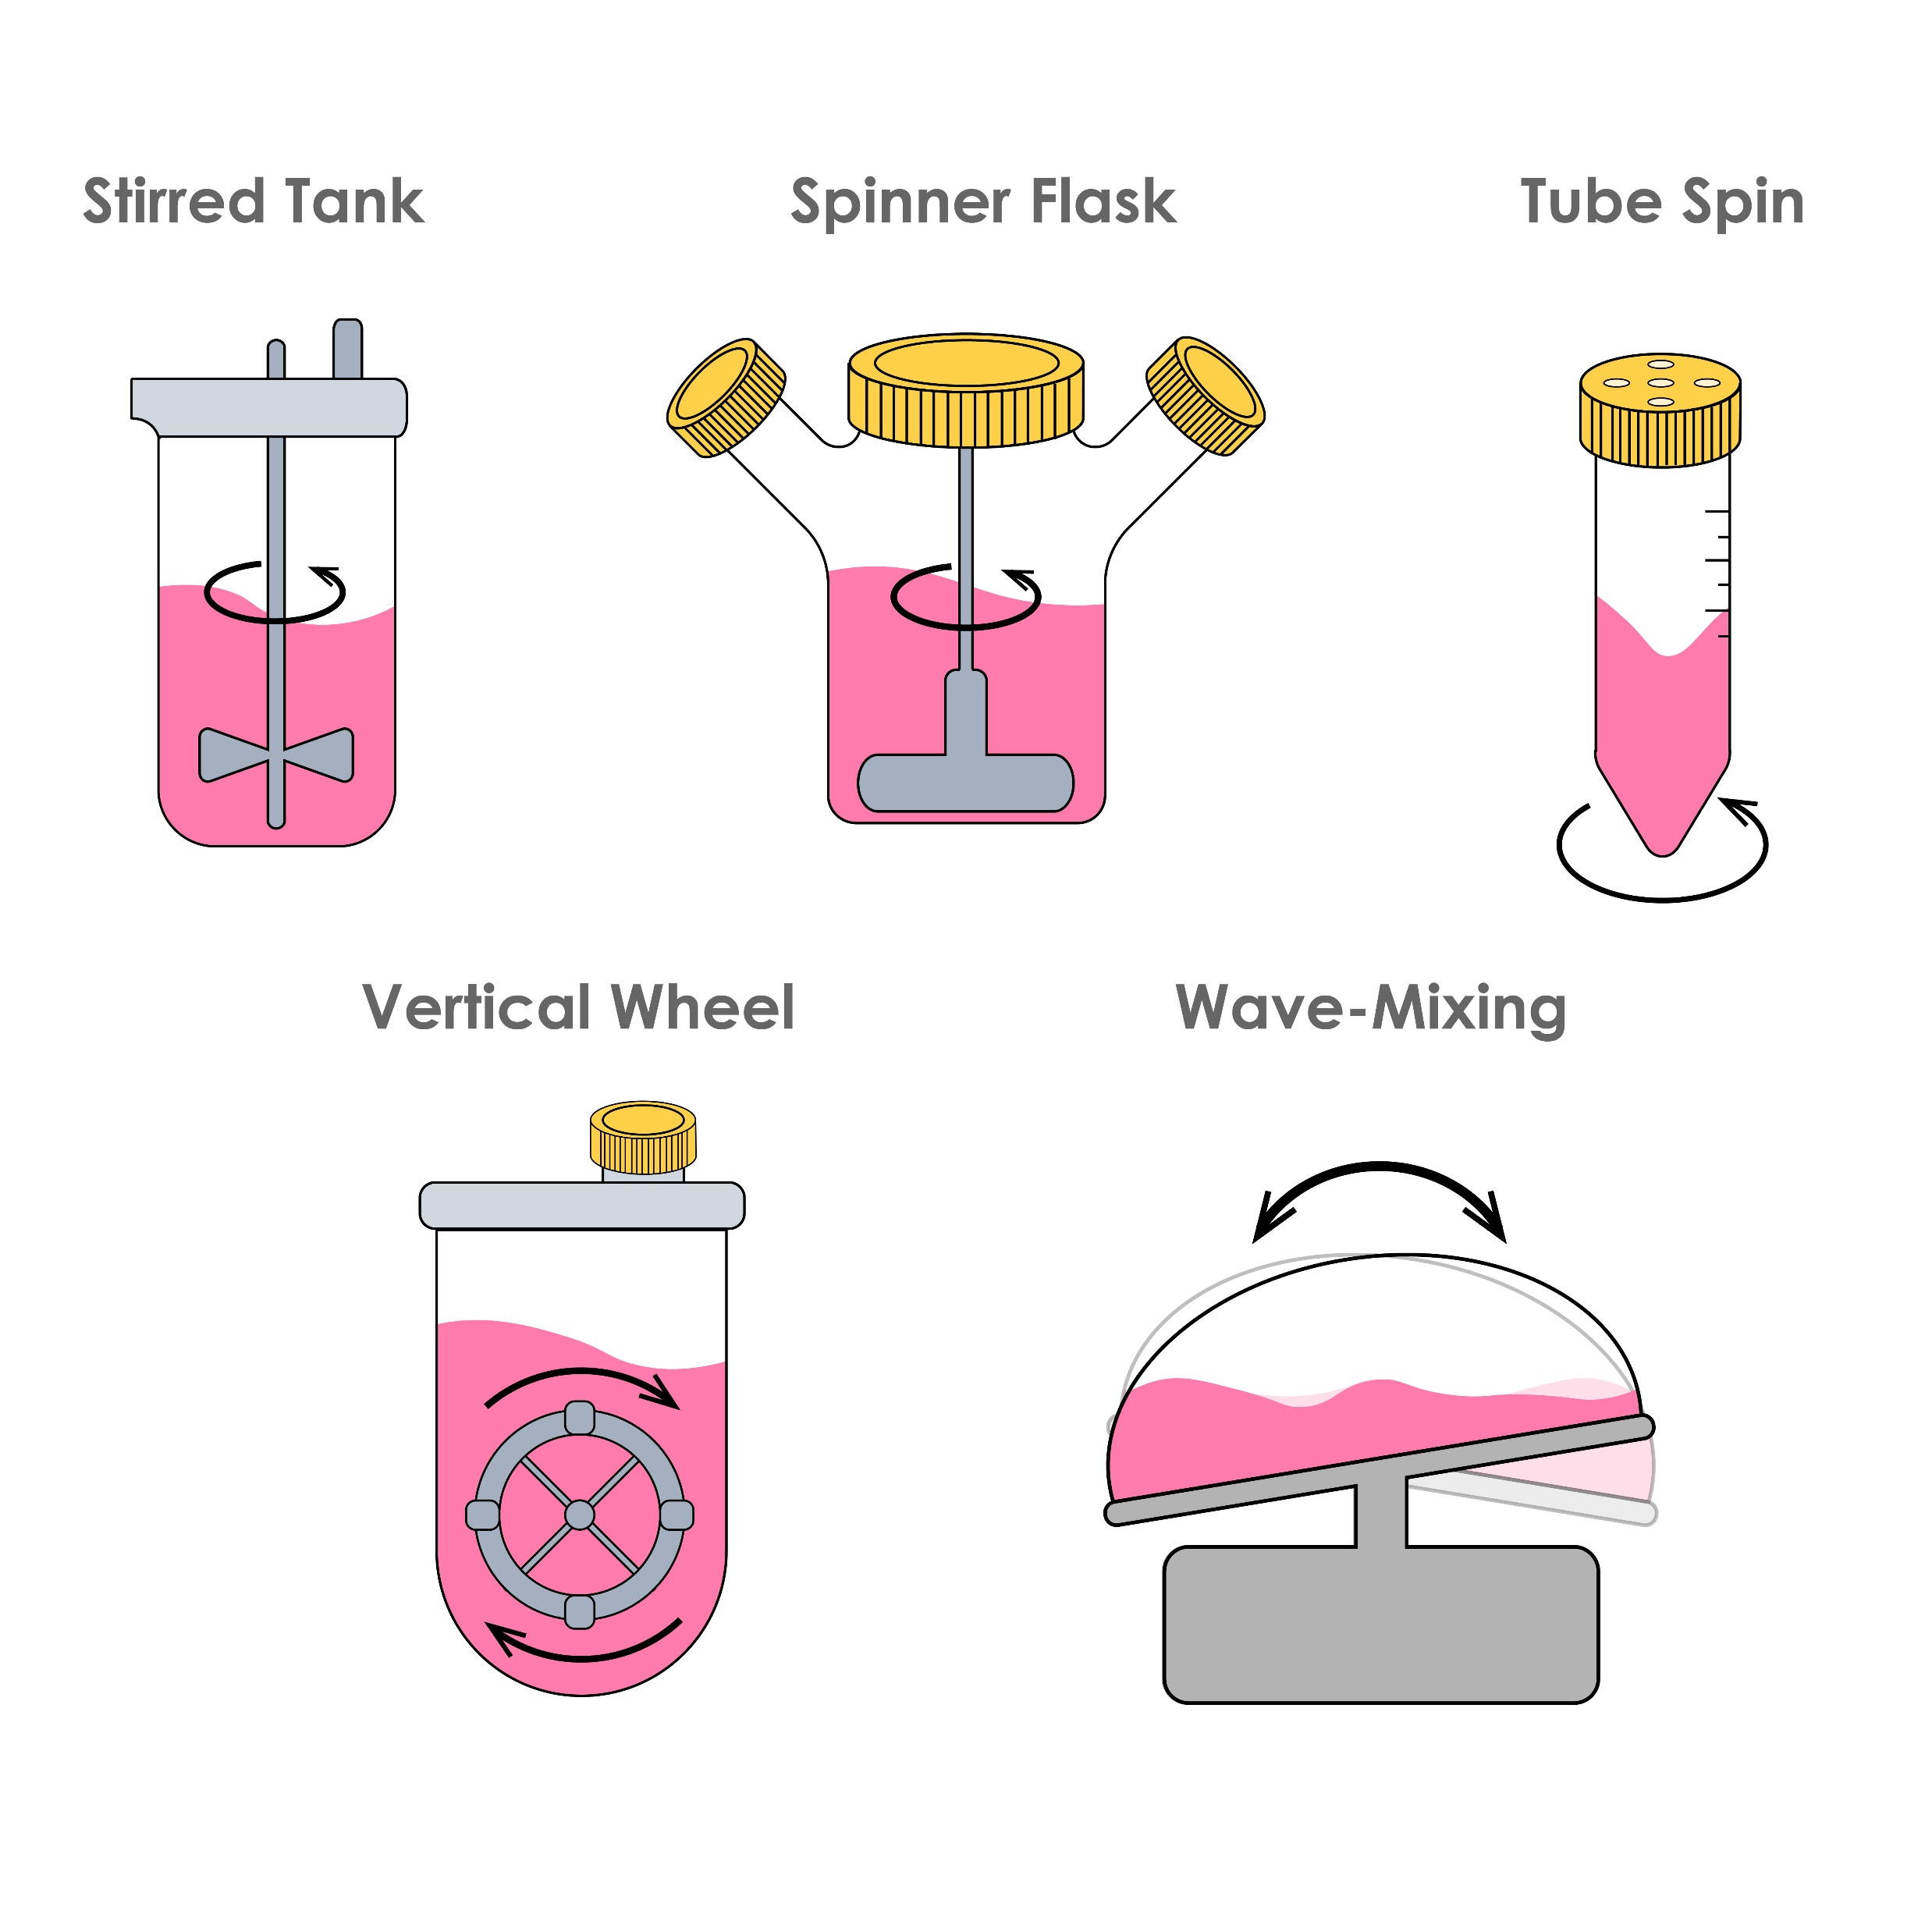 Stirred Tank
Spinner Flask
Tube Spin
Vertical Wheel
Wave-Mixing